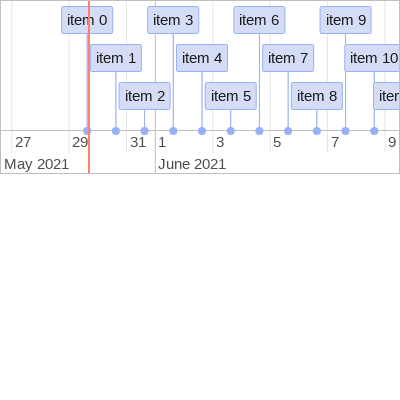 item 0 item 3 item 6 item 9
item 1 item 4 item 7 item 10
item 2 item 5 item 8
27 29 31 1 3 5 7 9
May 2021 June 2021